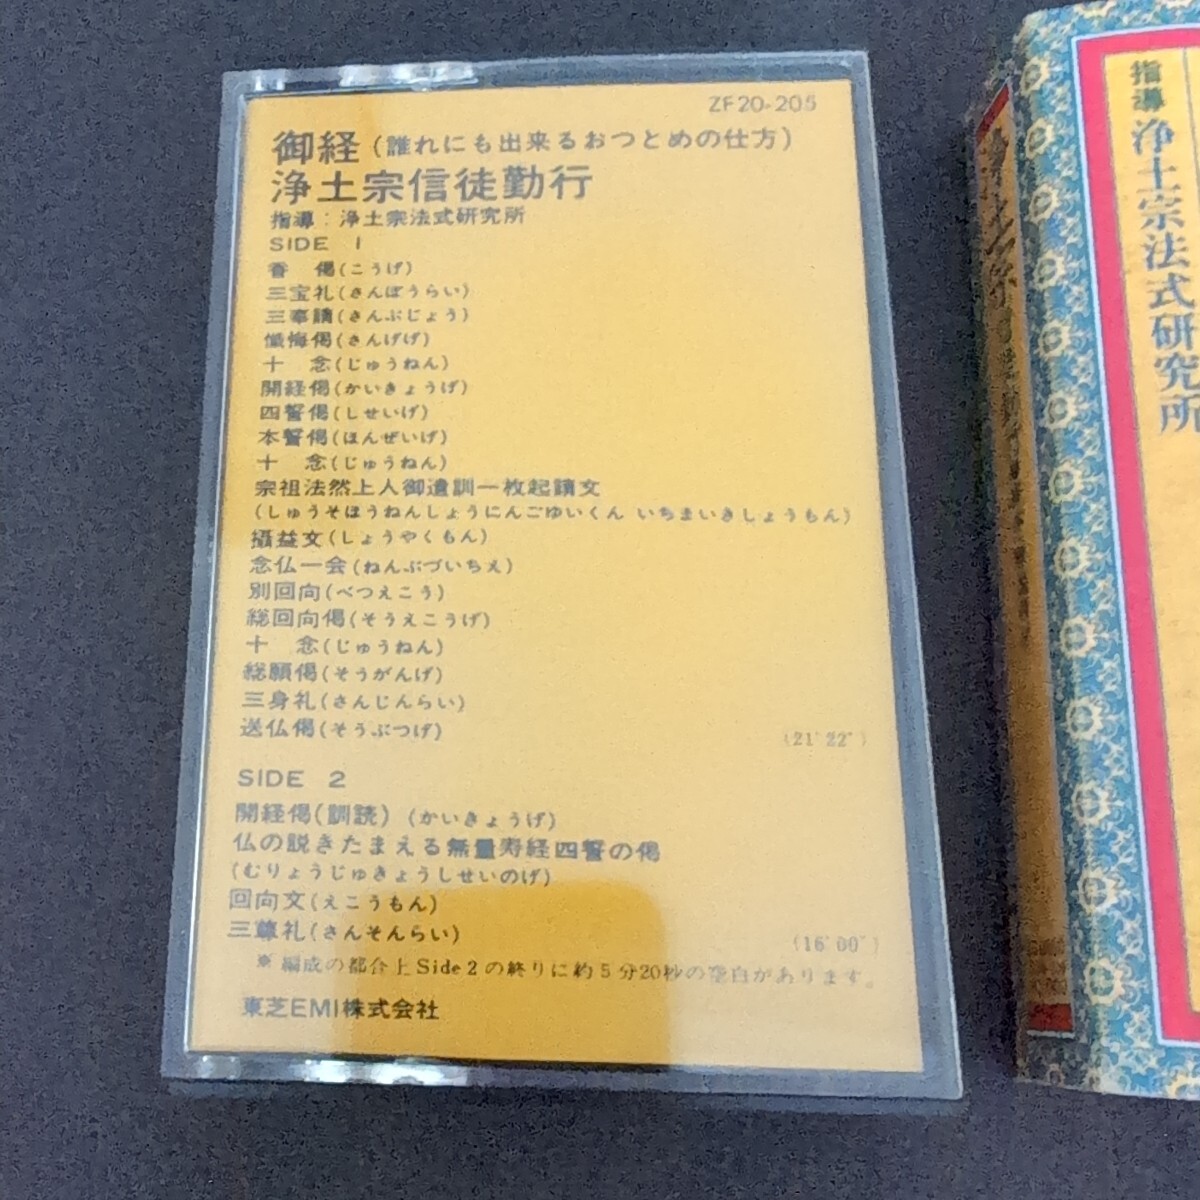 ZF20-205
御経(誰れにも出来るおつとめの仕方)
浄土宗信徒勤行
指導:浄土宗法式研究所
SIDE 1
香 偈(こうげ)
三宝礼(さんぼうらい)
三奉請(さんぶじょう)
懺悔偈(さんげげ)
十 念(じゅうねん)
開経偈(かいきょうげ)
四誓偈(しせいげ)
本誓偈(ほんぜいげ)
十 念(じゅうねん)
宗祖法然上人御遺訓一枚起請文
(しゅうそほうねんしょうにんごゆいくん いちまいきしょうもん)
摂益文(しょうやくもん)
念仏一会(ねんぶづいちえ)
別回向(べつえこう)
総回向偈(そうえこうげ)
十 念(じゅうねん)
総願偈(そうがんげ)
三身礼(さんじんらい)
送仏偈(そうぶつげ)
(21'22")
SIDE 2
開経偈(訓読)(かいきょうげ)
仏の説きたまえる無量寿経四誓の偈
(むりょうじゅきょうしせいのげ)
回向文(えこうもん)
三尊礼(さんそんらい)
(16'00")
※編成の都合上Side2の終りに約5分20秒の空白があります。
東芝EMI株式会社
指導 浄土宗法式研究所
浄土宗